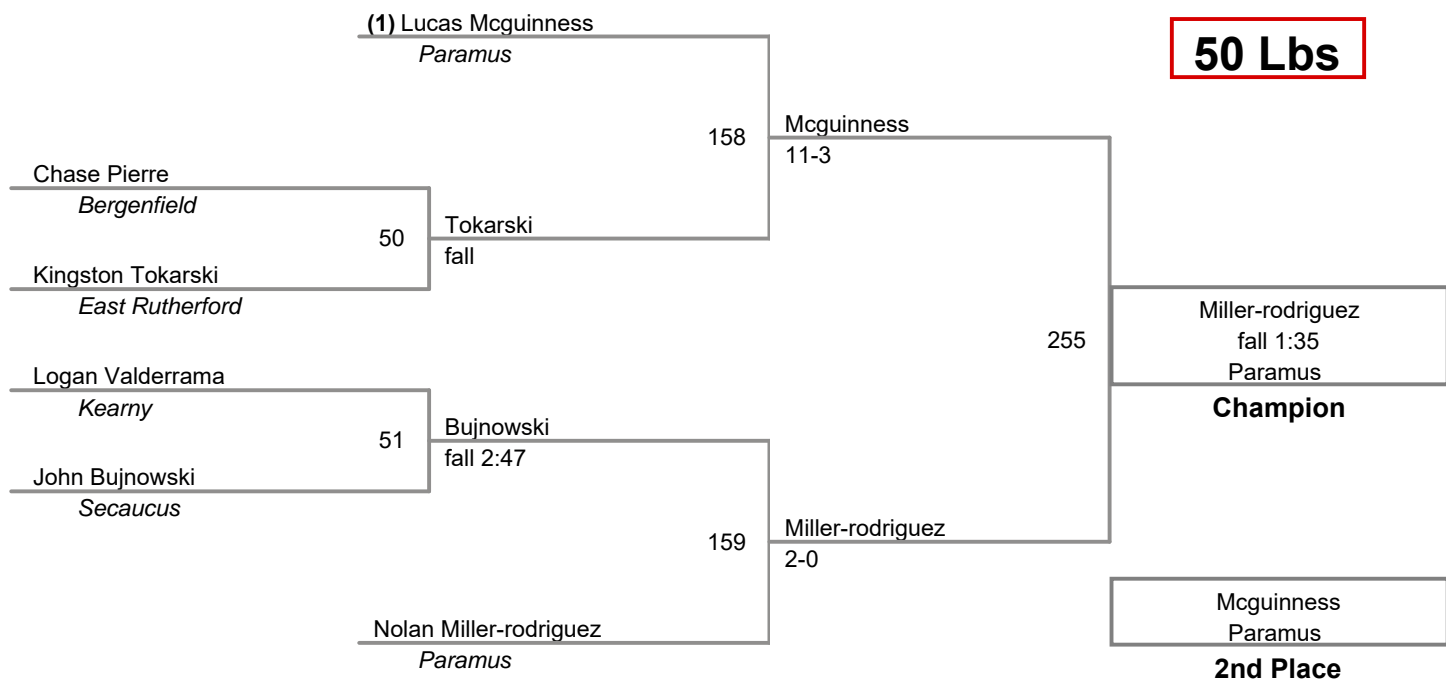 (1) Lucas Mcguinness
Paramus
50 Lbs
158
Mcguinness
11-3
Chase Pierre
Bergenfield
50
Tokarski
fall
Kingston Tokarski
East Rutherford
255
Miller-rodriguez
fall 1:35
Paramus
Champion
Logan Valderrama
Kearny
51
Bujnowski
fall 2:47
John Bujnowski
Secaucus
159
Miller-rodriguez
2-0
Nolan Miller-rodriguez
Paramus
Mcguinness
Paramus
2nd Place